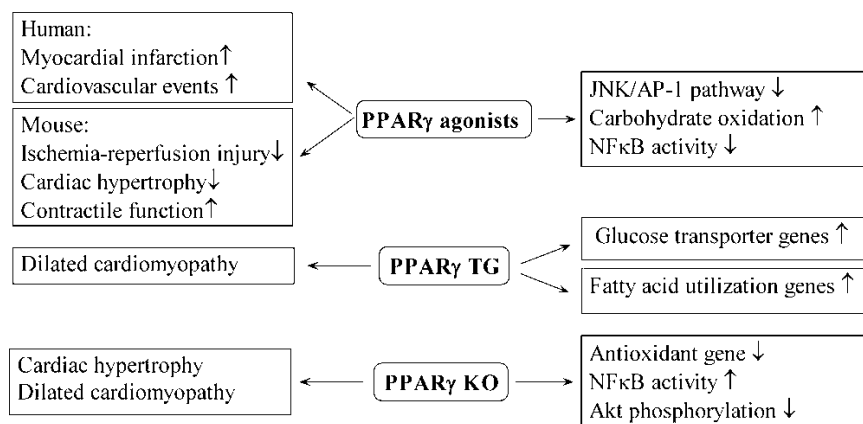 Human:
Myocardial infarction↑
Cardiovascular events ↑
Mouse:
Ischemia-reperfusion injury↓
Cardiac hypertrophy↓
Contractile function↑
PPARγ agonists
JNK/AP-1 pathway ↓
Carbohydrate oxidation ↑
NFκB activity ↓
Dilated cardiomyopathy
PPARγ TG
Glucose transporter genes ↑
Fatty acid utilization genes ↑
Cardiac hypertrophy
Dilated cardiomyopathy
PPARγ KO
Antioxidant gene ↓
NFκB activity ↑
Akt phosphorylation ↓